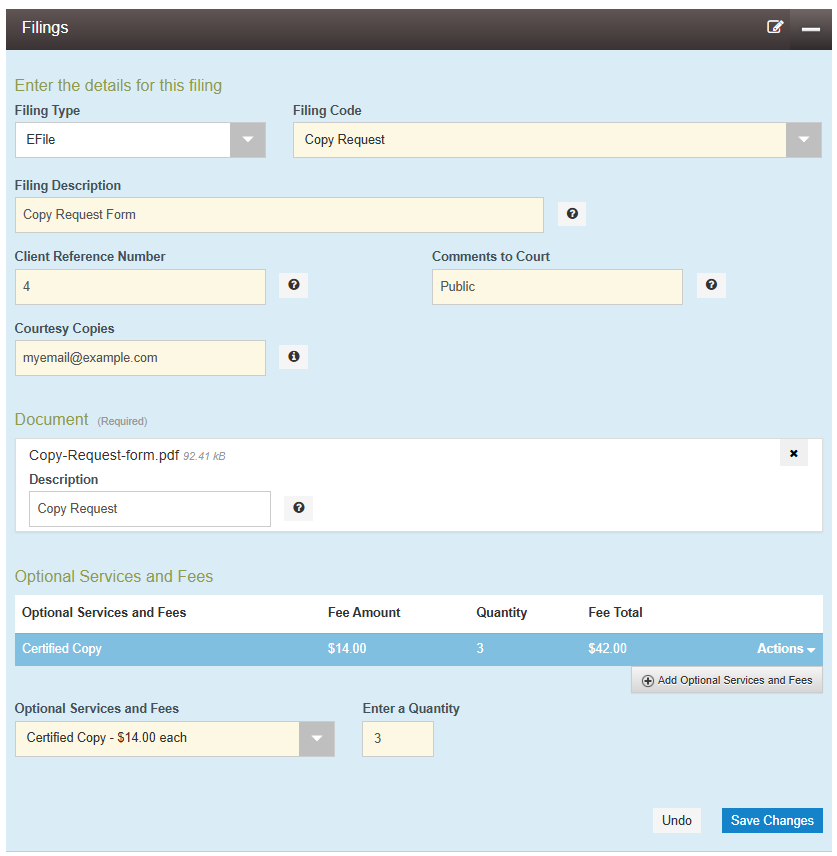 Filings
Enter the details for this filing
Filing Type Filing Code
EFile Copy Request
Filing Description
Copy Request Form
Client Reference Number Comments to Court
4 Public
Courtesy Copies
myemail@example.com
Document (Required)
Copy-Request-form.pdf 92.41 kB
Description
Copy Request
Optional Services and Fees
Optional Services and Fees Fee Amount Quantity Fee Total
Certified Copy $14.00 3 $42.00 Actions
Add Optional Services and Fees
Optional Services and Fees Enter a Quantity
Certified Copy - $14.00 each 3
Undo Save Changes